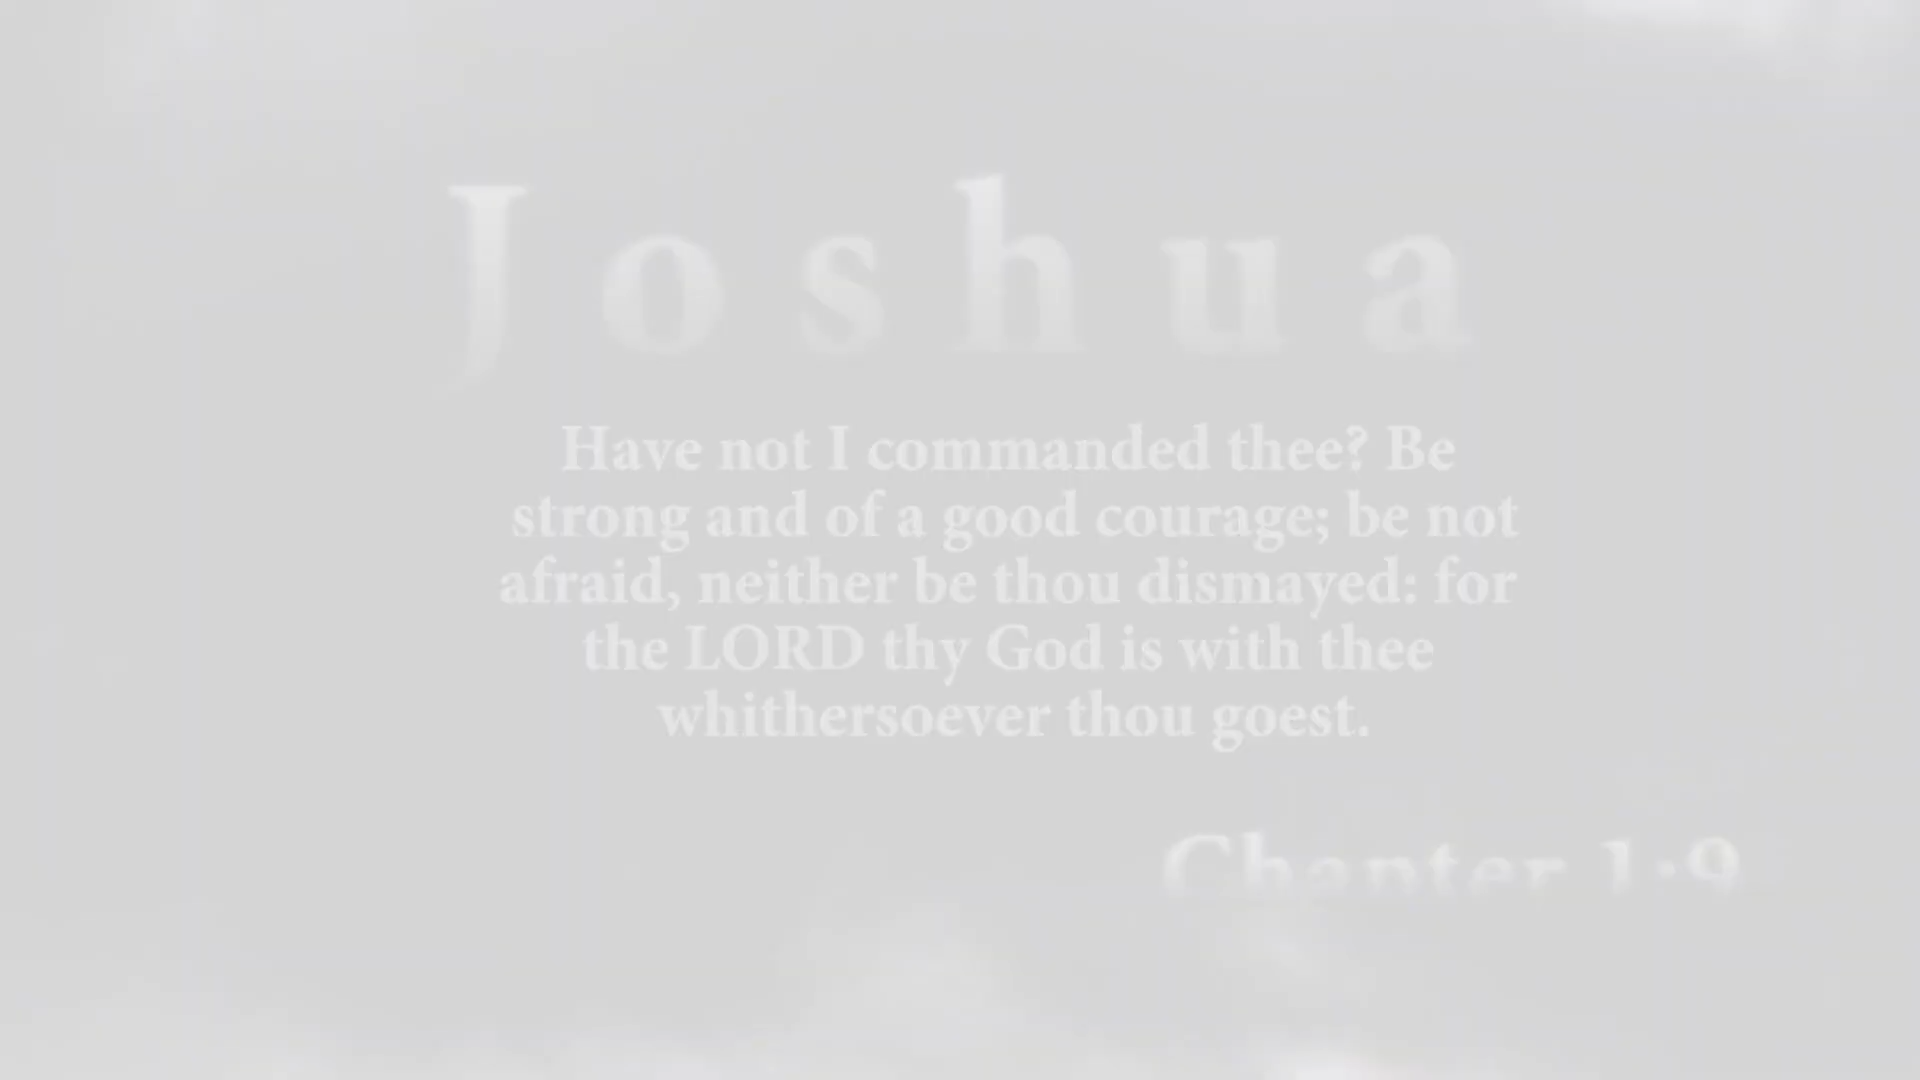 Joshua
Have not I commanded thee? Be
strong and of a good courage; be not
afraid, neither be thou dismayed: for
the LORD thy God is with thee
whithersoever thou goest.
Chapter 1:9